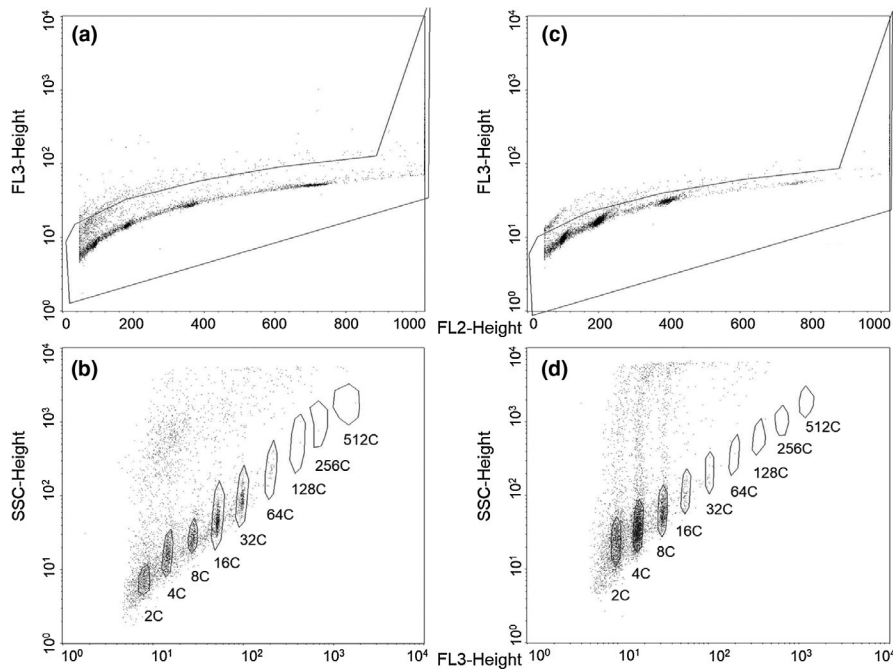 (a)
(c)
FL3-Height
10⁴
10³
10²
10¹
10⁰
FL3-Height
10⁴
10³
10²
10¹
10⁰
0 200 400 600 800 1000
FL2-Height
0 200 400 600 800 1000
(b)
(d)
SSC-Height
10⁴
10³
10²
10¹
10⁰
2C
4C
8C
16C
32C
64C
128C
256C
512C
SSC-Height
10⁴
10³
10²
10¹
10⁰
2C
4C
8C
16C
32C
64C
128C
256C
512C
10⁰ 10¹ 10² 10³ 10⁴
FL3-Height
10⁰ 10¹ 10² 10³